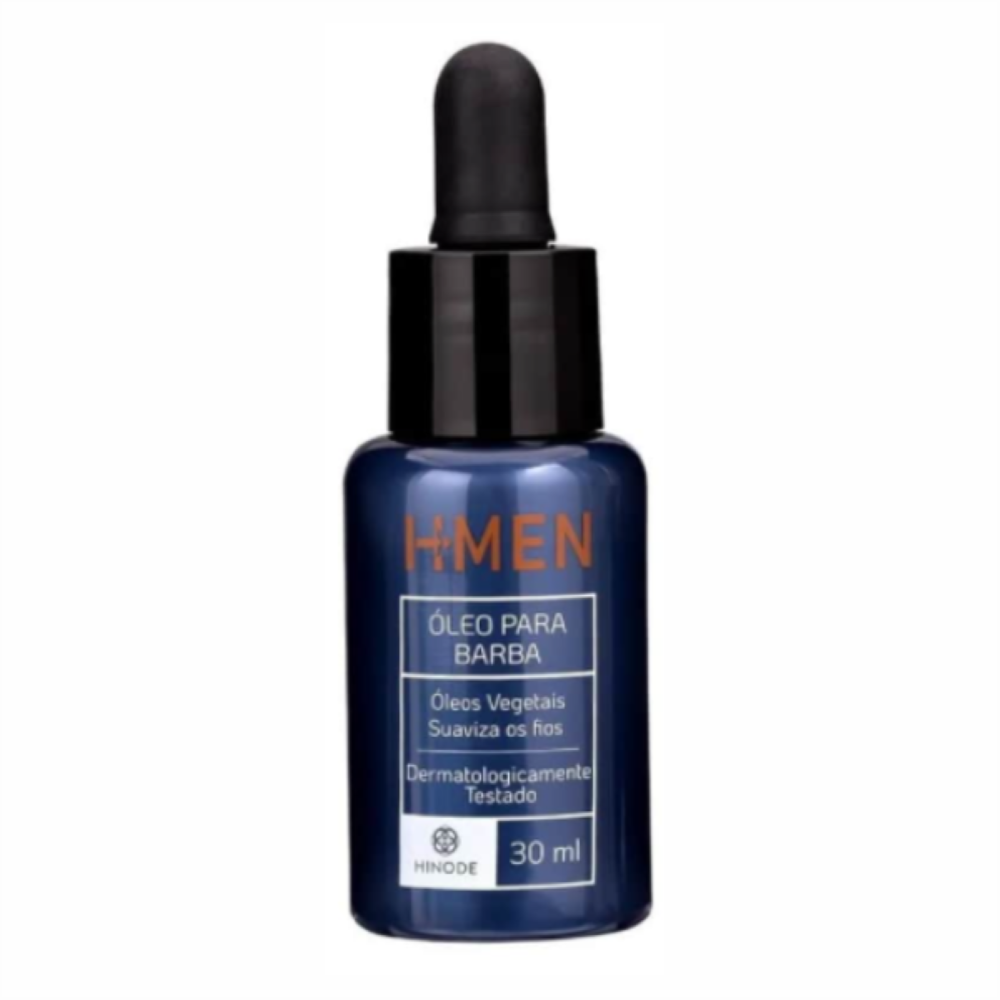 H+MEN
ÓLEO PARA
BARBA
Óleos Vegetais
Suaviza os fios
Dermatologicamente
Testado
HINODE
30 ml